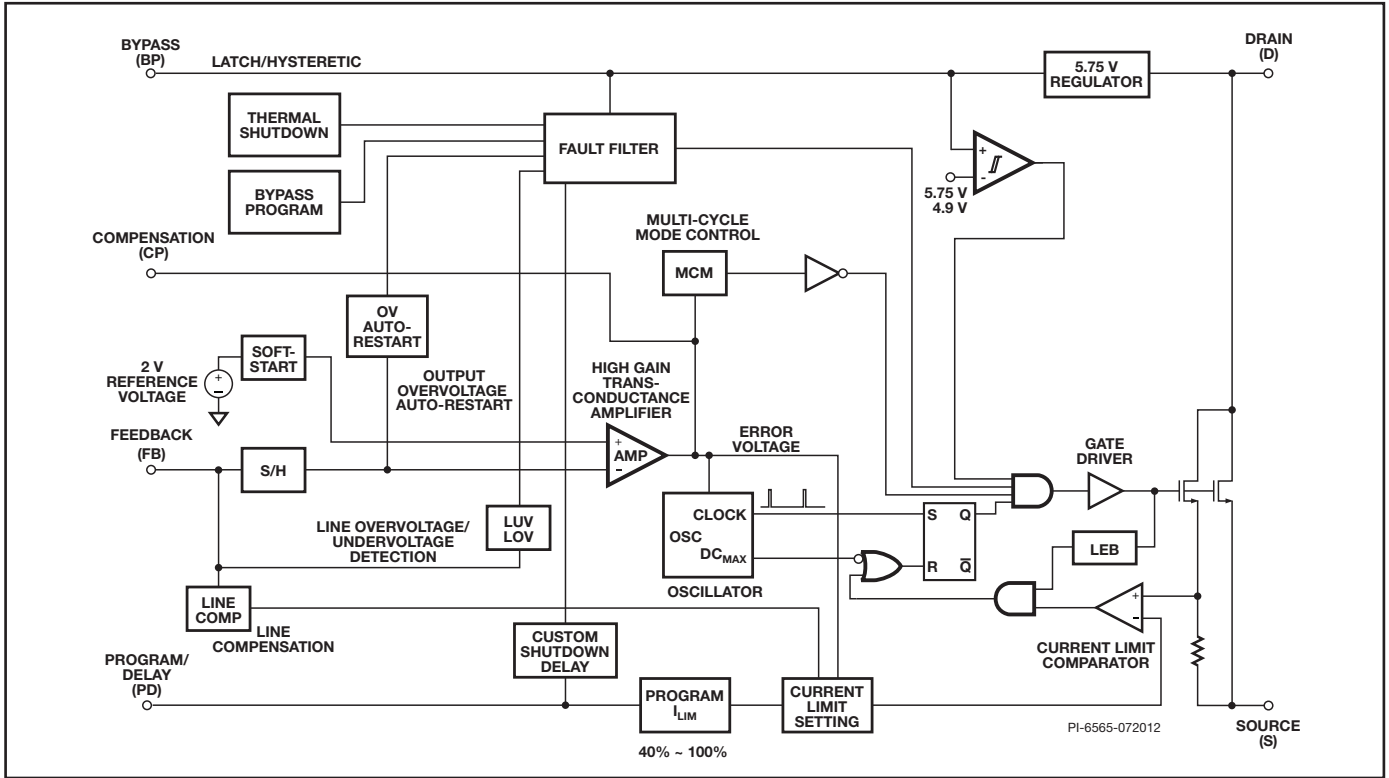 BYPASS
(BP)
LATCH/HYSTERETIC
DRAIN
(D)
5.75 V
REGULATOR
THERMAL
SHUTDOWN
FAULT FILTER
+
-
5.75 V
4.9 V
BYPASS
PROGRAM
COMPENSATION
(CP)
MULTI-CYCLE
MODE CONTROL
MCM
OV
AUTO-
RESTART
SOFT-
START
2 V
REFERENCE
VOLTAGE
+
–
OUTPUT
OVERVOLTAGE
AUTO-RESTART
HIGH GAIN
TRANS-
CONDUCTANCE
AMPLIFIER
FEEDBACK
(FB)
S/H
+
AMP
–
ERROR
VOLTAGE
GATE
DRIVER
CLOCK
OSC
DCMAX
OSCILLATOR
S Q
R Q̅
LEB
LUV
LOV
LINE OVERVOLTAGE/
UNDERVOLTAGE
DETECTION
LINE
COMP
LINE
COMPENSATION
+
–
CURRENT LIMIT
COMPARATOR
CUSTOM
SHUTDOWN
DELAY
PROGRAM/
DELAY
(PD)
PROGRAM
ILIM
40% ~ 100%
CURRENT
LIMIT
SETTING
PI-6565-072012
SOURCE
(S)